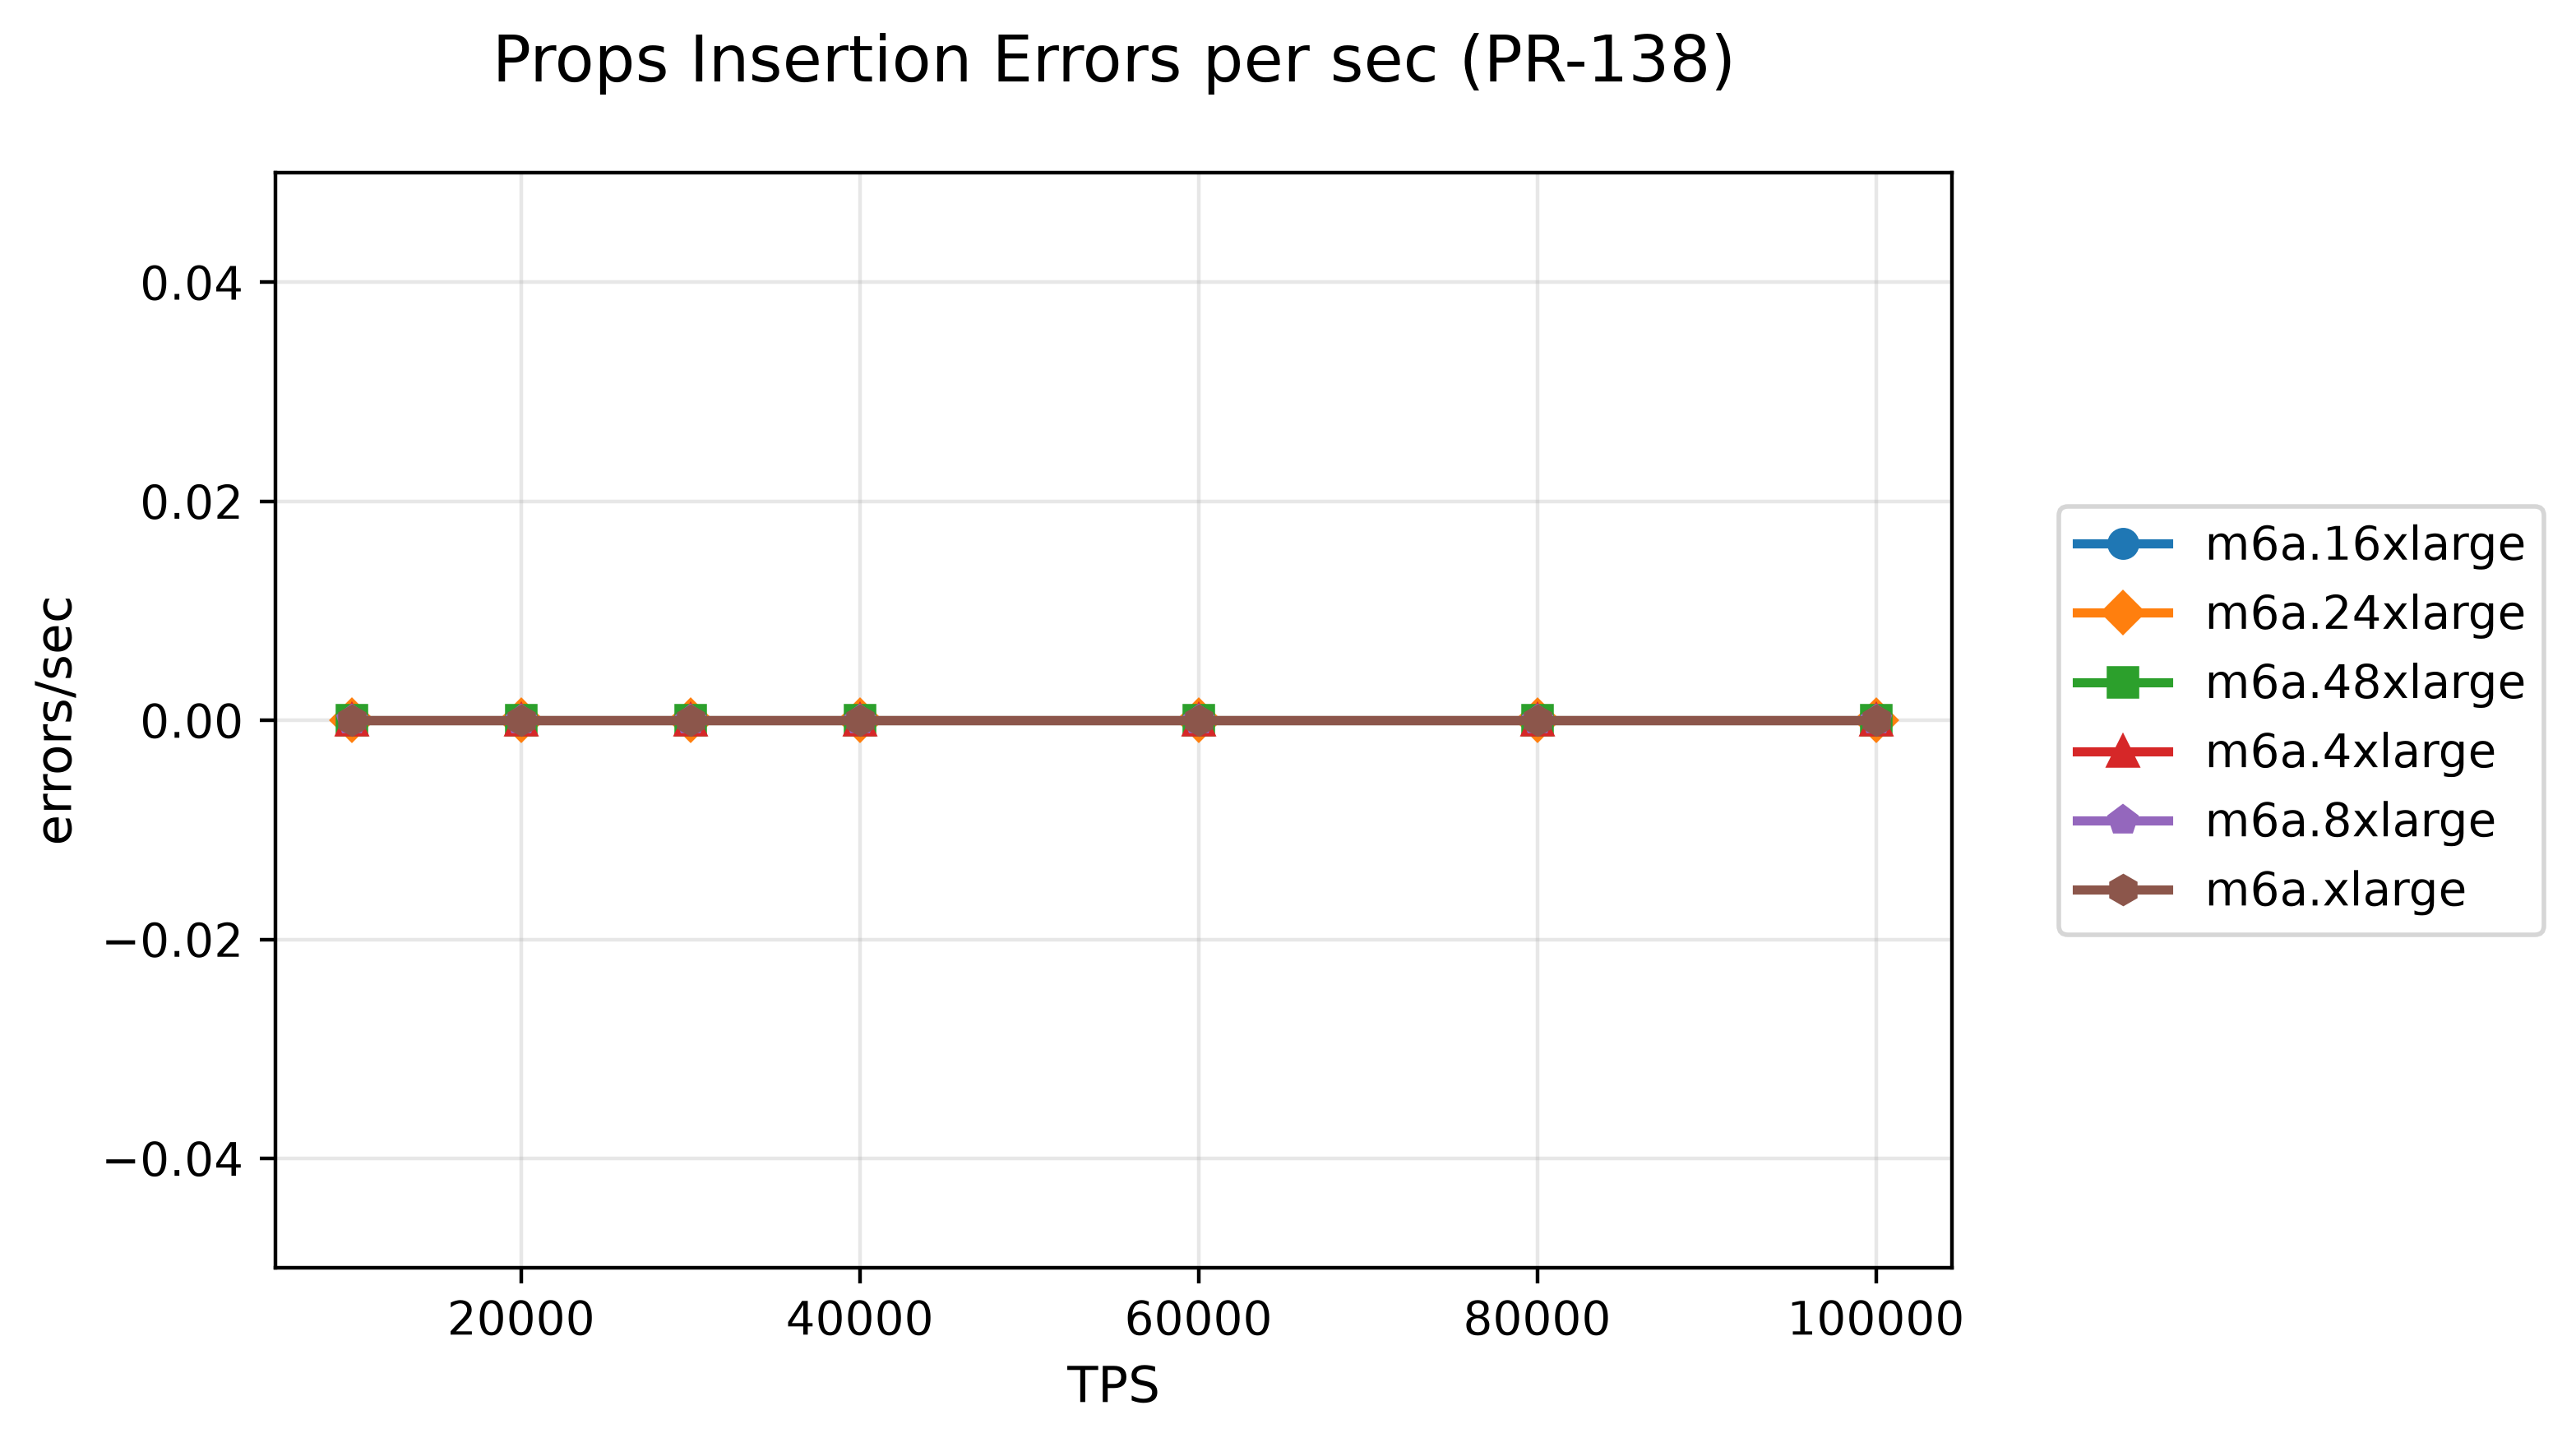 Props Insertion Errors per sec (PR-138)
errors/sec
0.04
0.02
0.00
−0.02
−0.04
20000 40000 60000 80000 100000
TPS
m6a.16xlarge
m6a.24xlarge
m6a.48xlarge
m6a.4xlarge
m6a.8xlarge
m6a.xlarge